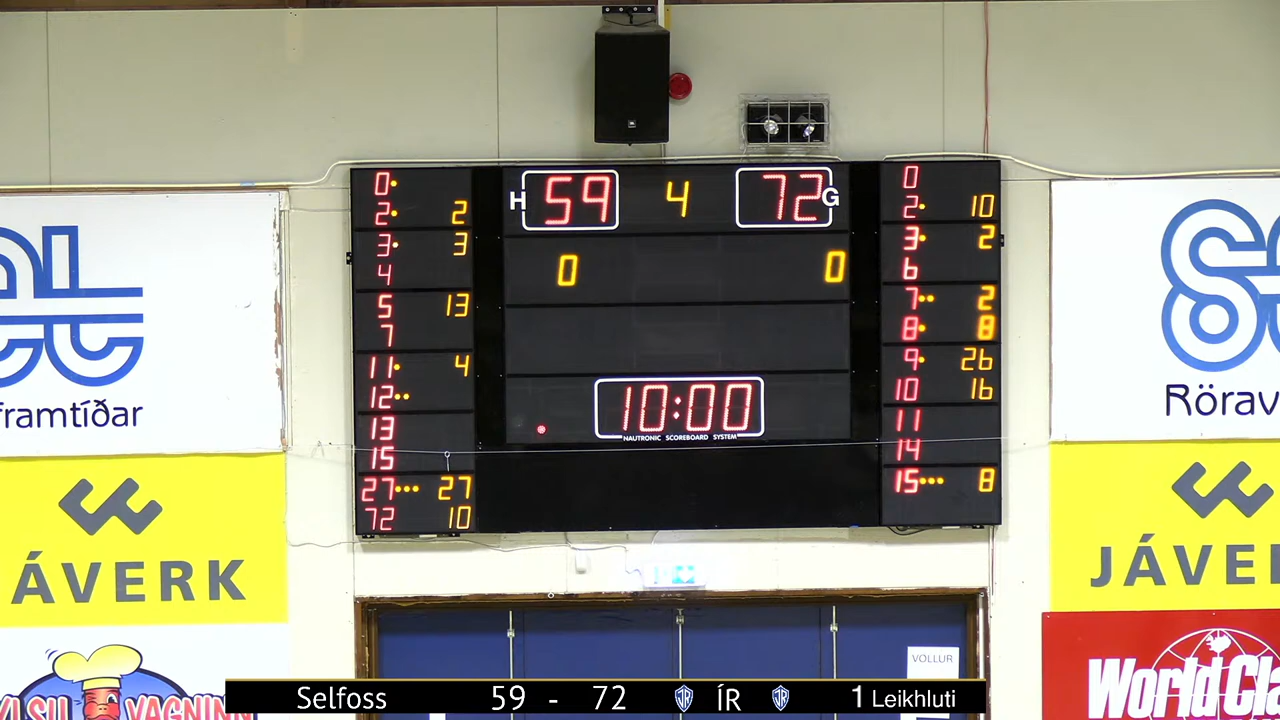 H 59 4 72 G
0 0
10:00
NAUTRONIC SCOREBOARD SYSTEM
0•
2• 2
3• 3
4
5 13
7
11• 4
12••
13
15
27••• 27
72 10
0
2• 10
3• 2
6
7•• 2
8• 8
9• 26
10 16
11
14
15••• 8
framtíðar
JÁVERK
VAGNINN
Rörav
JÁVE
World Cla
VÖLLUR
Selfoss 59 - 72 ÍR 1 Leikhluti